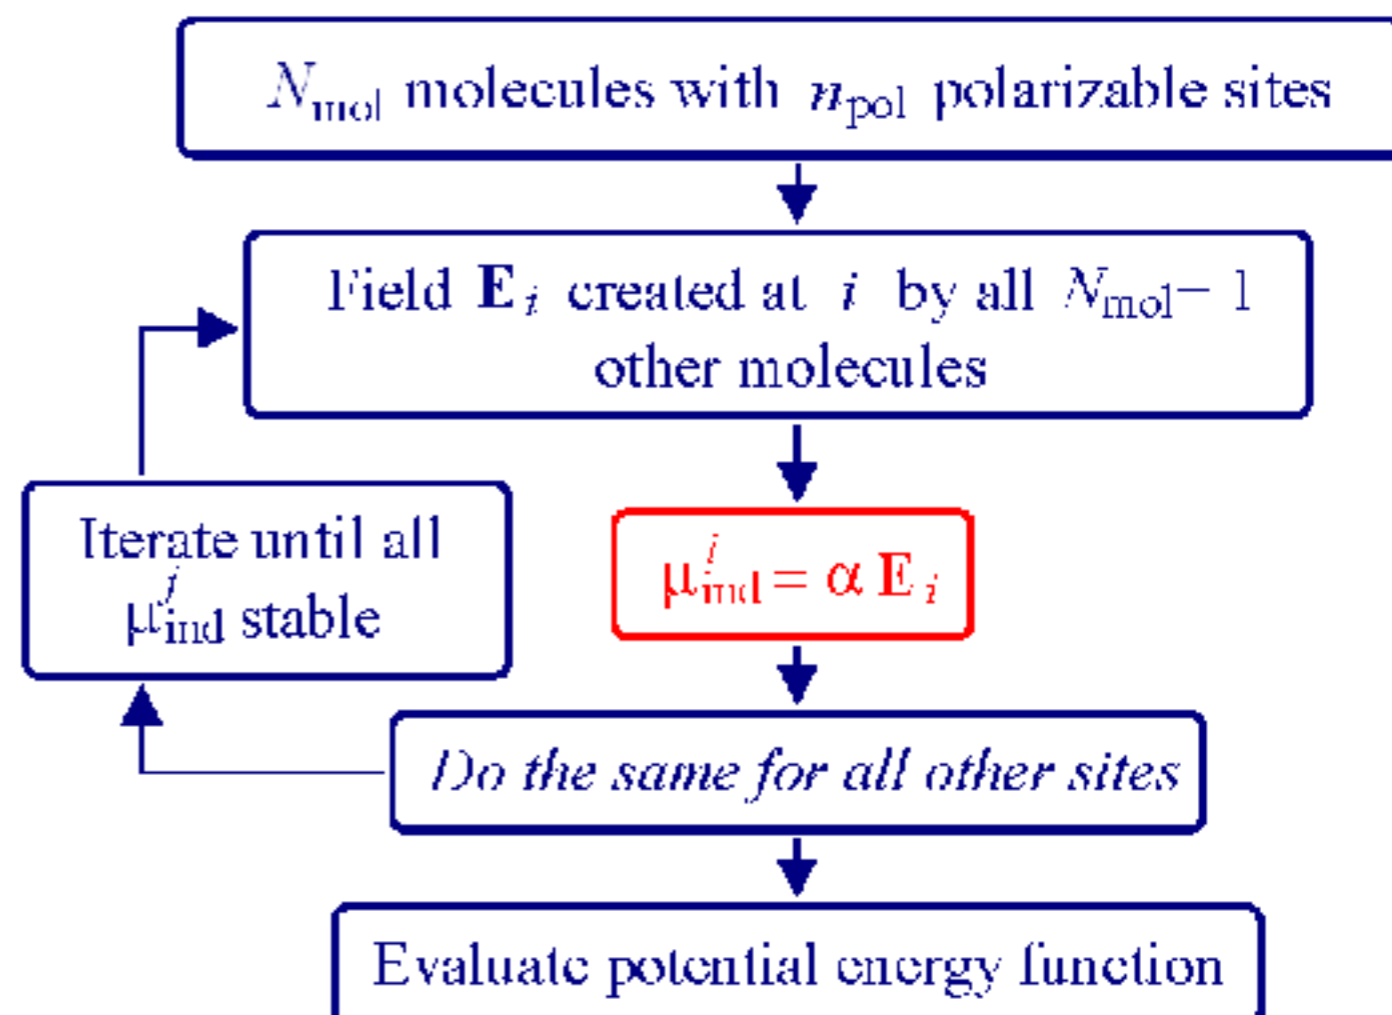 N_mol molecules with n_pol polarizable sites
Field E_i created at i by all N_mol − 1
other molecules
Iterate until all
μ^j_ind stable
μ^i_ind = α E_i
Do the same for all other sites
Evaluate potential energy function